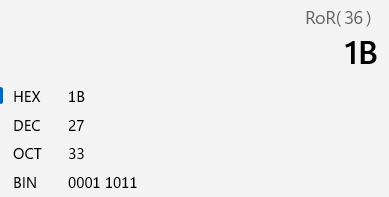 RoR( 36 )
1B
HEX 1B
DEC 27
OCT 33
BIN 0001 1011